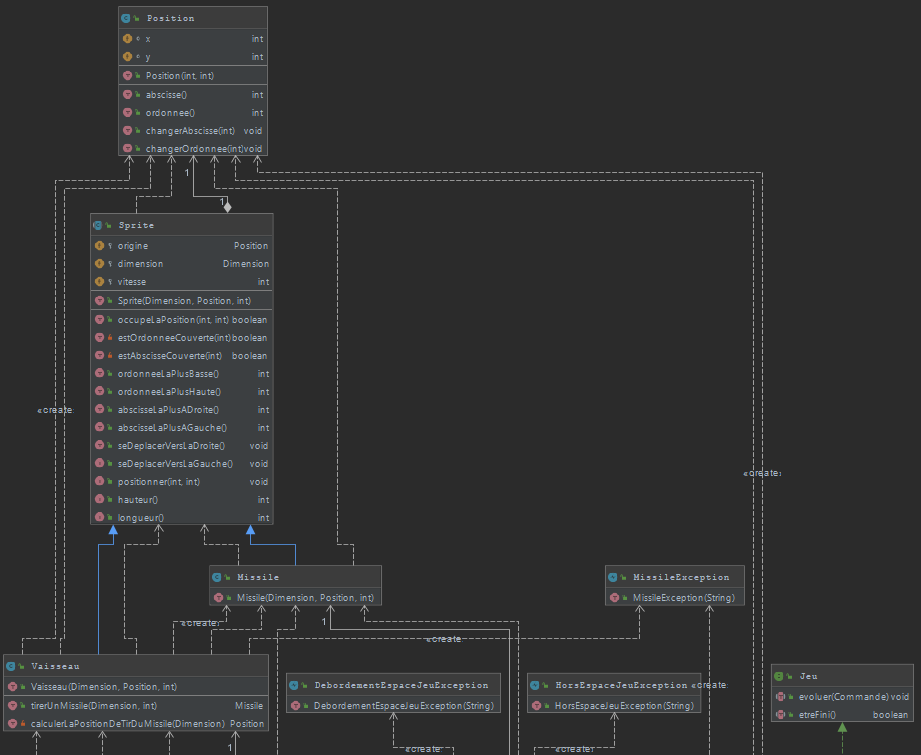 Position
x int
y int
Position(int, int)
abscisse() int
ordonnee() int
changerAbscisse(int) void
changerOrdonnee(int)void
1
1
Sprite
origine Position
dimension Dimension
vitesse int
Sprite(Dimension, Position, int)
occupeLaPosition(int, int) boolean
estOrdonneeCouverte(int)boolean
estAbscisseCouverte(int) boolean
ordonneeLaPlusBasse() int
ordonneeLaPlusHaute() int
«create»
abscisseLaPlusADroite() int
abscisseLaPlusAGauche() int
seDeplacerVersLaDroite() void
seDeplacerVersLaGauche() void
«create»
positionner(int, int) void
hauteur() int
longueur() int
Missile
Missile(Dimension, Position, int)
MissileException
MissileException(String)
«create»
1
«create»
Vaisseau
Vaisseau(Dimension, Position, int)
tirerUnMissile(Dimension, int) Missile
calculerLaPositionDeTirDuMissile(Dimension) Position
DebordementEspaceJeuException
DebordementEspaceJeuException(String)
HorsEspaceJeuException
HorsEspaceJeuException(String)
«create»
Jeu
evoluer(Commande) void
etreFini() boolean
1
«create»
«create»